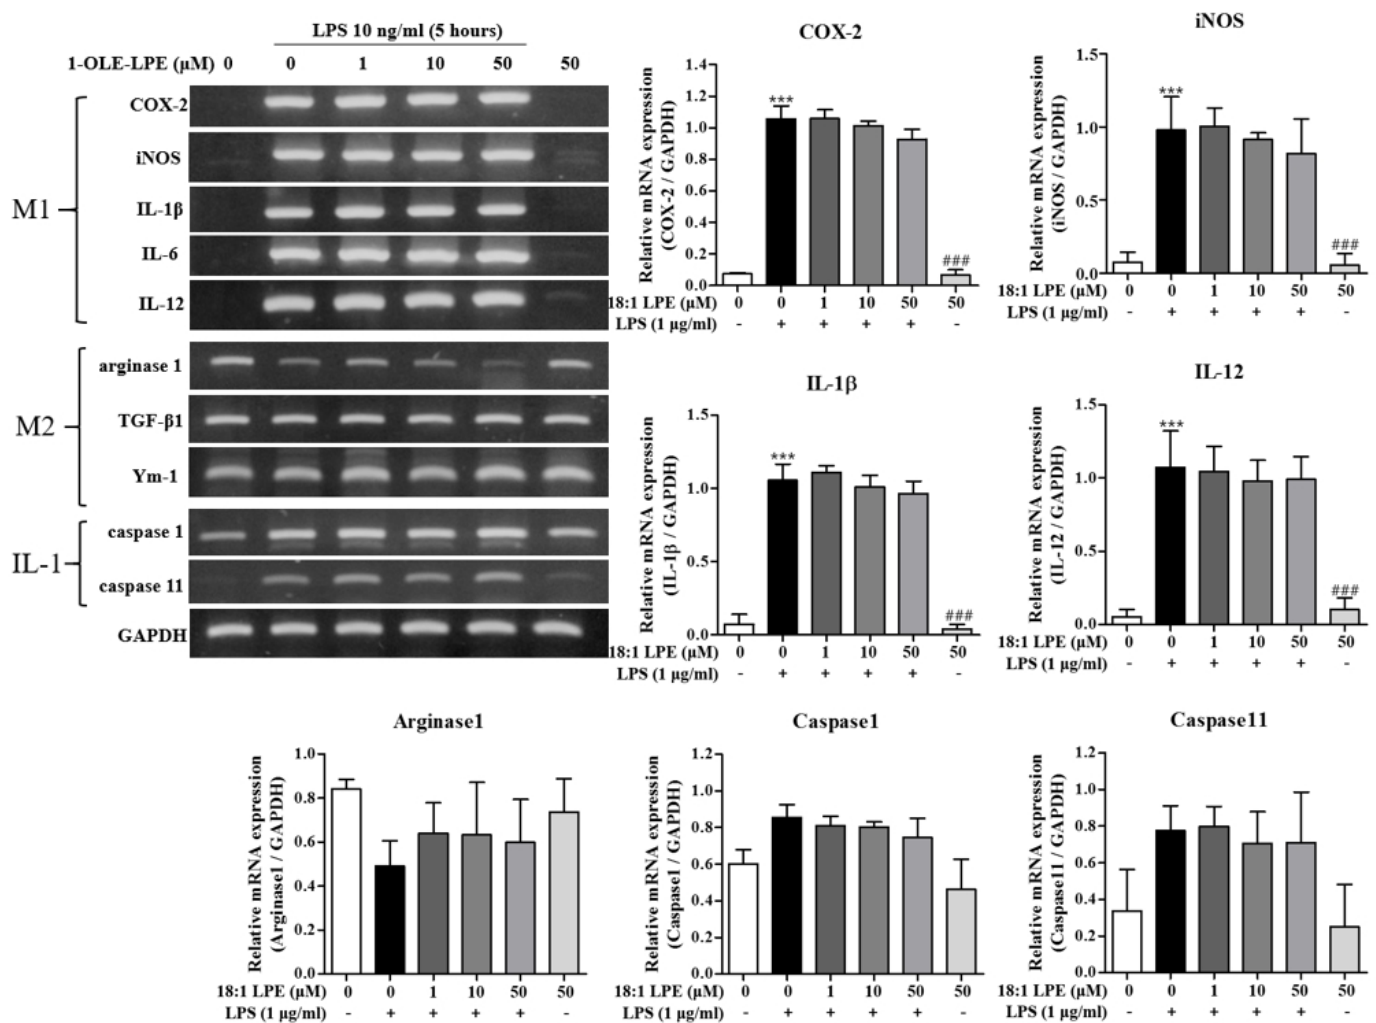 LPS 10 ng/ml (5 hours)
1-OLE-LPE (μM) 0 0 1 10 50 50
M1
COX-2
iNOS
IL-1β
IL-6
IL-12
M2
arginase 1
TGF-β1
Ym-1
IL-1
caspase 1
caspase 11
GAPDH
COX-2
Relative mRNA expression
(COX-2 / GAPDH)
1.4
1.2
1.0
0.8
0.6
0.4
0.2
0.0
***
###
18:1 LPE (μM) 0 0 1 10 50 50
LPS (1 μg/ml) - + + + + -
iNOS
Relative mRNA expression
(iNOS / GAPDH)
1.5
1.0
0.5
0.0
***
###
18:1 LPE (μM) 0 0 1 10 50 50
LPS (1 μg/ml) - + + + + -
IL-1β
Relative mRNA expression
(IL-1β / GAPDH)
1.5
1.0
0.5
0.0
***
###
18:1 LPE (μM) 0 0 1 10 50 50
LPS (1 μg/ml) - + + + + -
IL-12
Relative mRNA expression
(IL-12 / GAPDH)
1.5
1.0
0.5
0.0
***
###
18:1 LPE (μM) 0 0 1 10 50 50
LPS (1 μg/ml) - + + + + -
Arginase1
Relative mRNA expression
(Arginase1 / GAPDH)
1.0
0.8
0.6
0.4
0.2
0.0
18:1 LPE (μM) 0 0 1 10 50 50
LPS (1 μg/ml) - + + + + -
Caspase1
Relative mRNA expression
(Caspase1 / GAPDH)
1.2
1.0
0.8
0.6
0.4
0.2
0.0
18:1 LPE (μM) 0 0 1 10 50 50
LPS (1 μg/ml) - + + + + -
Caspase11
Relative mRNA expression
(Caspase11 / GAPDH)
1.2
1.0
0.8
0.6
0.4
0.2
0.0
18:1 LPE (μM) 0 0 1 10 50 50
LPS (1 μg/ml) - + + + + -